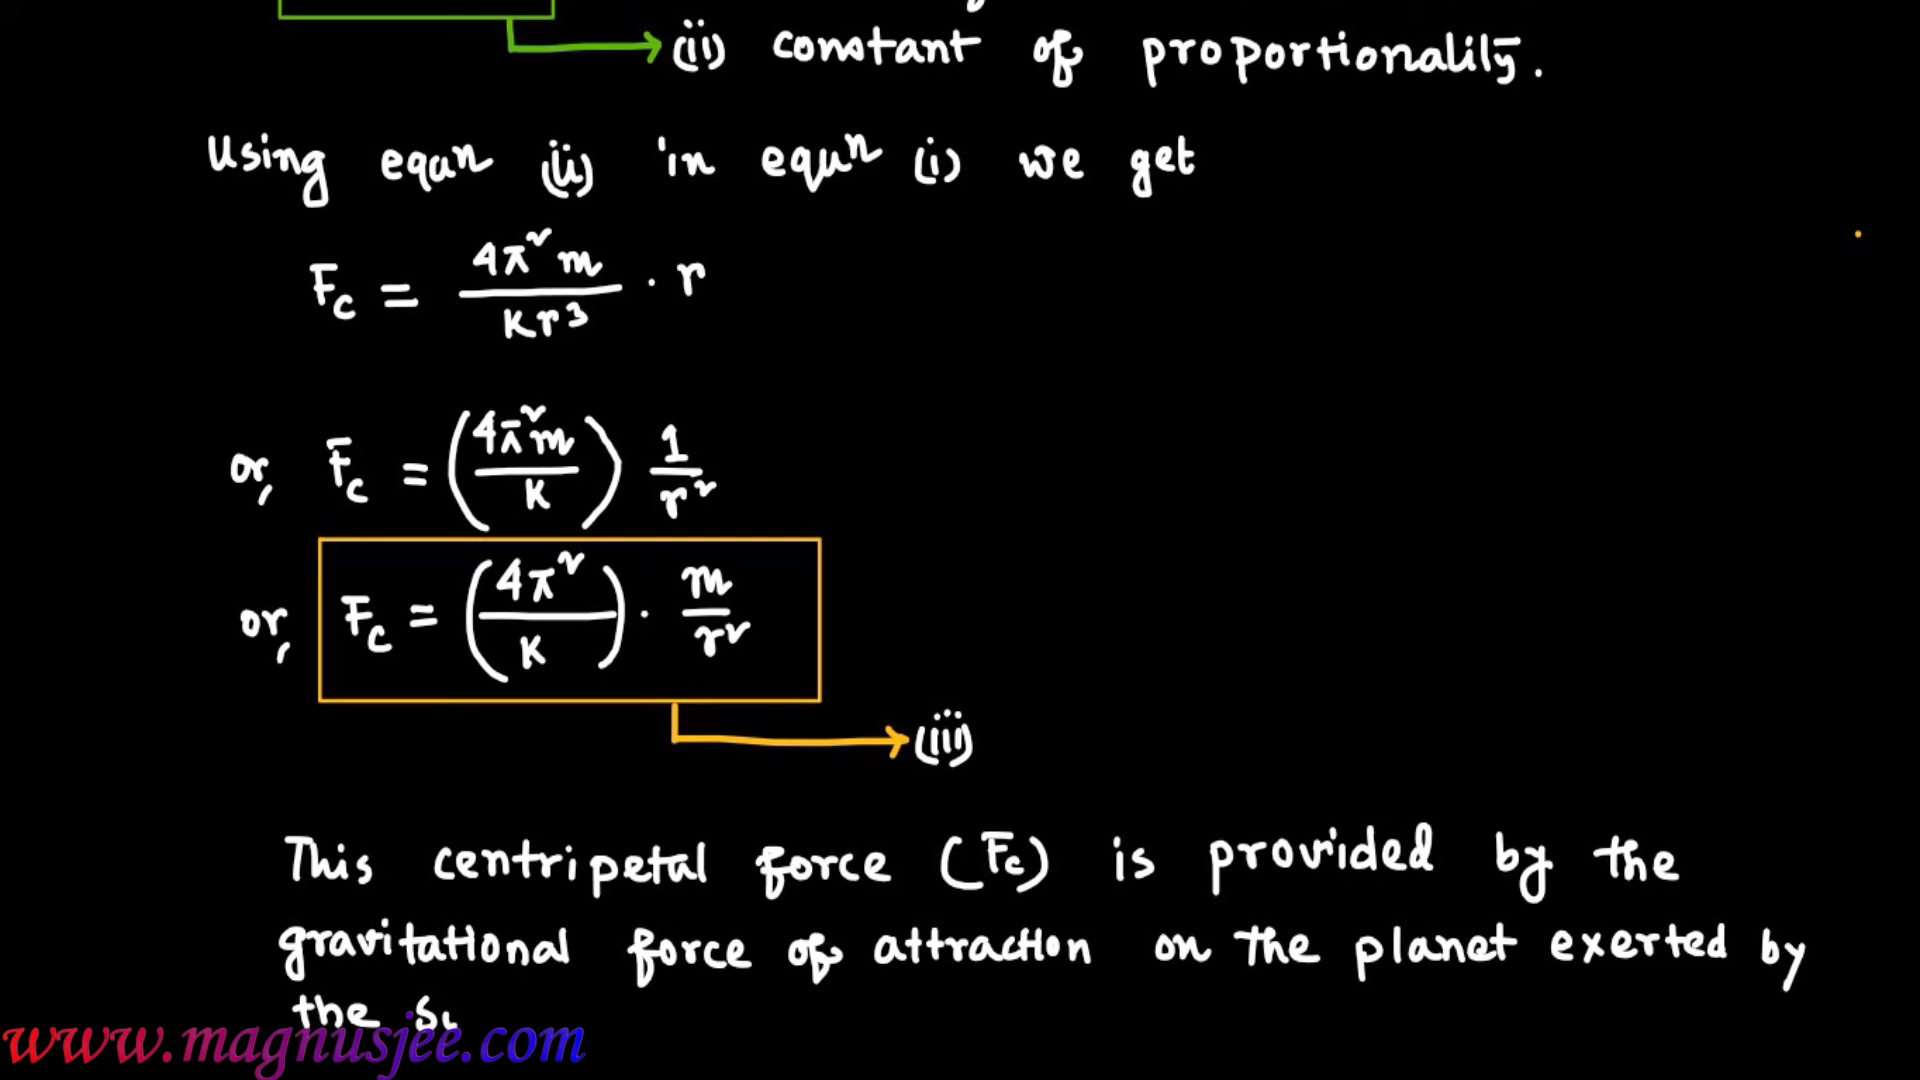 (ii) constant of proportionality.
Using equn (ii) in equn (i) we get
Fc = 4π²m / Kr³ · r
or, Fc = (4π²m / K) 1 / r²
or, Fc = (4π² / K) · m / r²
(iii)
This centripetal force (Fc) is provided by the
gravitational force of attraction on the planet exerted by
the
www.magnusjee.com